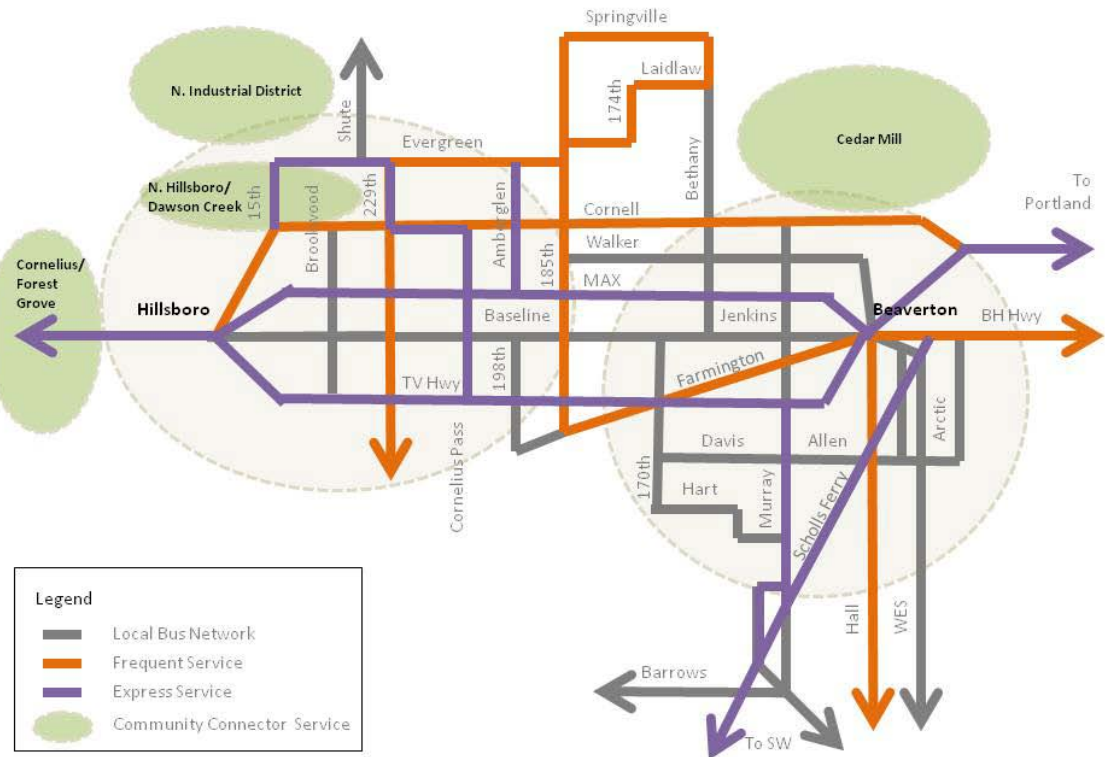 Springville
Laidlaw
174th
N. Industrial District
Shute
Evergreen
Cedar Mill
Bethany
To
Portland
N. Hillsboro/
Dawson Creek
15th
229th
Brookwood
Amberglen
185th
Cornell
Walker
MAX
Cornelius/
Forest
Grove
Hillsboro
Baseline
Jenkins
Beaverton
BH Hwy
TV Hwy
198th
Farmington
Cornelius Pass
170th
Davis
Allen
Arctic
Hart
Murray
Scholls Ferry
Hall
WES
Barrows
To SW
Legend
Local Bus Network
Frequent Service
Express Service
Community Connector Service